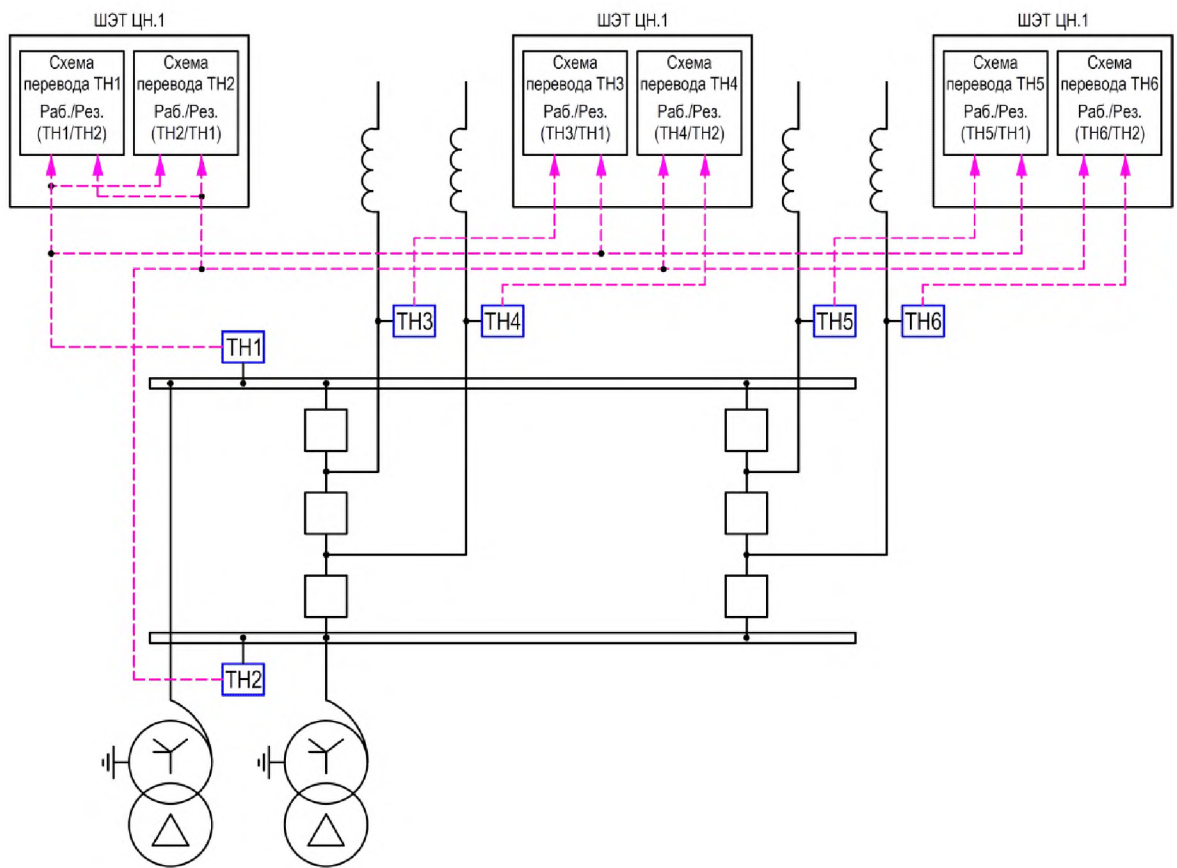 ШЭТ ЦН.1
Схема
перевода ТН1
Раб./Рез.
(ТН1/ТН2)
Схема
перевода ТН2
Раб./Рез.
(ТН2/ТН1)
ШЭТ ЦН.1
Схема
перевода ТН3
Раб./Рез.
(ТН3/ТН1)
Схема
перевода ТН4
Раб./Рез.
(ТН4/ТН2)
ШЭТ ЦН.1
Схема
перевода ТН5
Раб./Рез.
(ТН5/ТН1)
Схема
перевода ТН6
Раб./Рез.
(ТН6/ТН2)
ТН3
ТН4
ТН5
ТН6
ТН1
ТН2